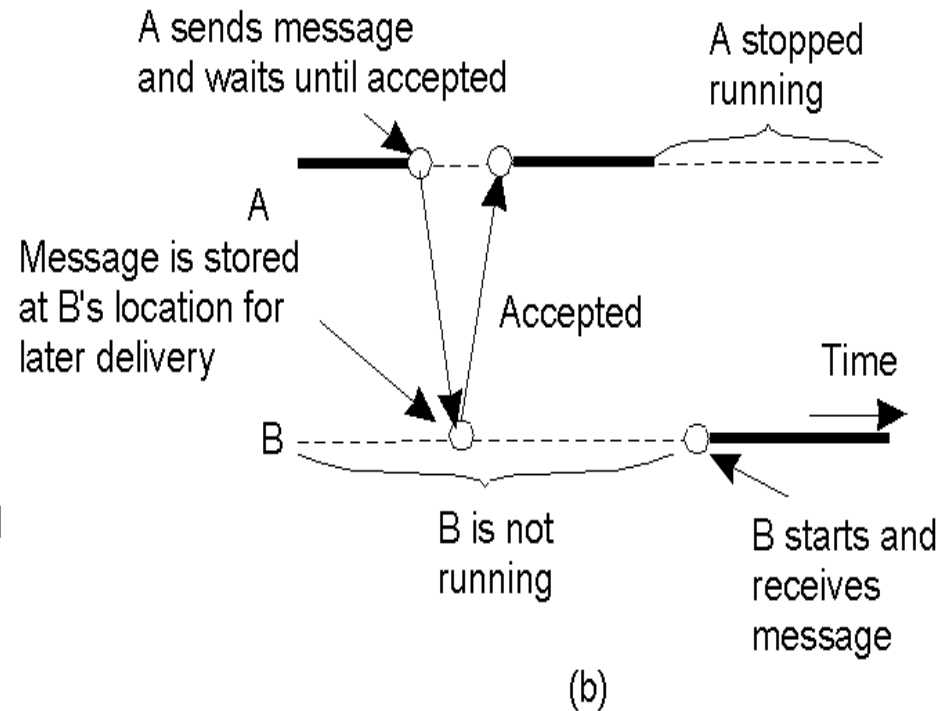 A sends message
and waits until accepted
A stopped
running
A
Message is stored
at B's location for
later delivery
Accepted
Time
B
B is not
running
B starts and
receives
message
(b)